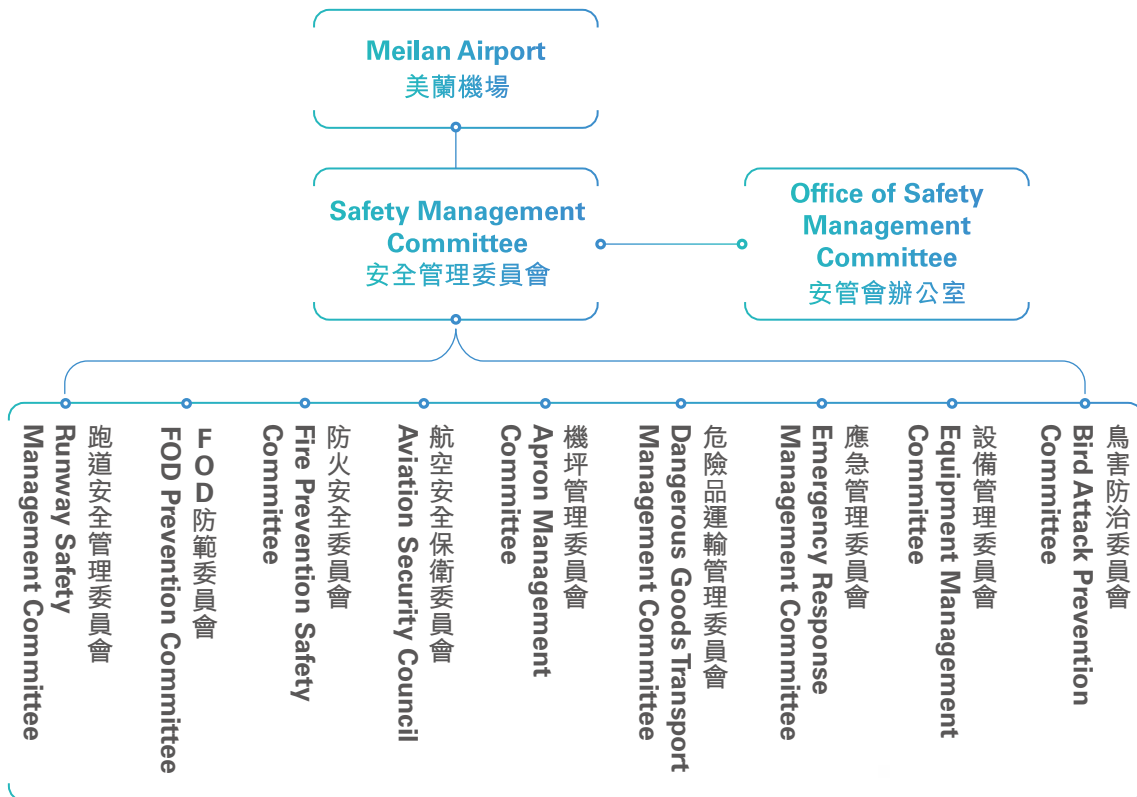 Meilan Airport
美蘭機場
Safety Management
Committee
安全管理委員會
Office of Safety
Management
Committee
安管會辦公室
跑道安全管理委員會
Runway Safety
Management Committee
FOD防範委員會
FOD Prevention Committee
防火安全委員會
Fire Prevention Safety
Committee
航空安全保衛委員會
Aviation Security Council
機坪管理委員會
Apron Management
Committee
危險品運輸管理委員會
Dangerous Goods Transport
Management Committee
應急管理委員會
Emergency Response
Management Committee
設備管理委員會
Equipment Management
Committee
鳥害防治委員會
Bird Attack Prevention
Committee